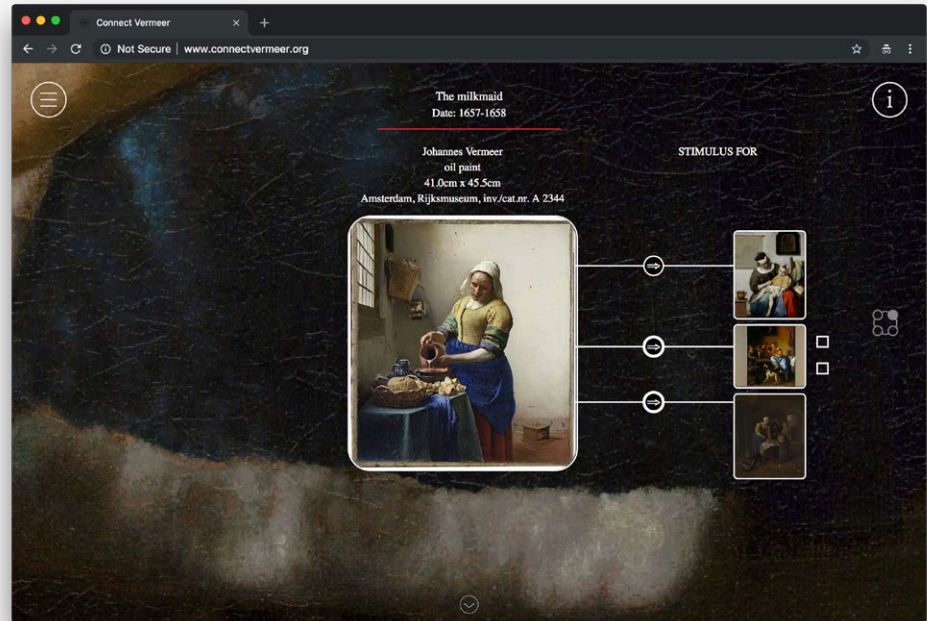 Connect Vermeer
Not Secure | www.connectvermeer.org
The milkmaid
Date: 1657-1658
Johannes Vermeer
oil paint
41.0cm x 45.5cm
Amsterdam, Rijksmuseum, inv./cat.nr. A 2344
STIMULUS FOR
i